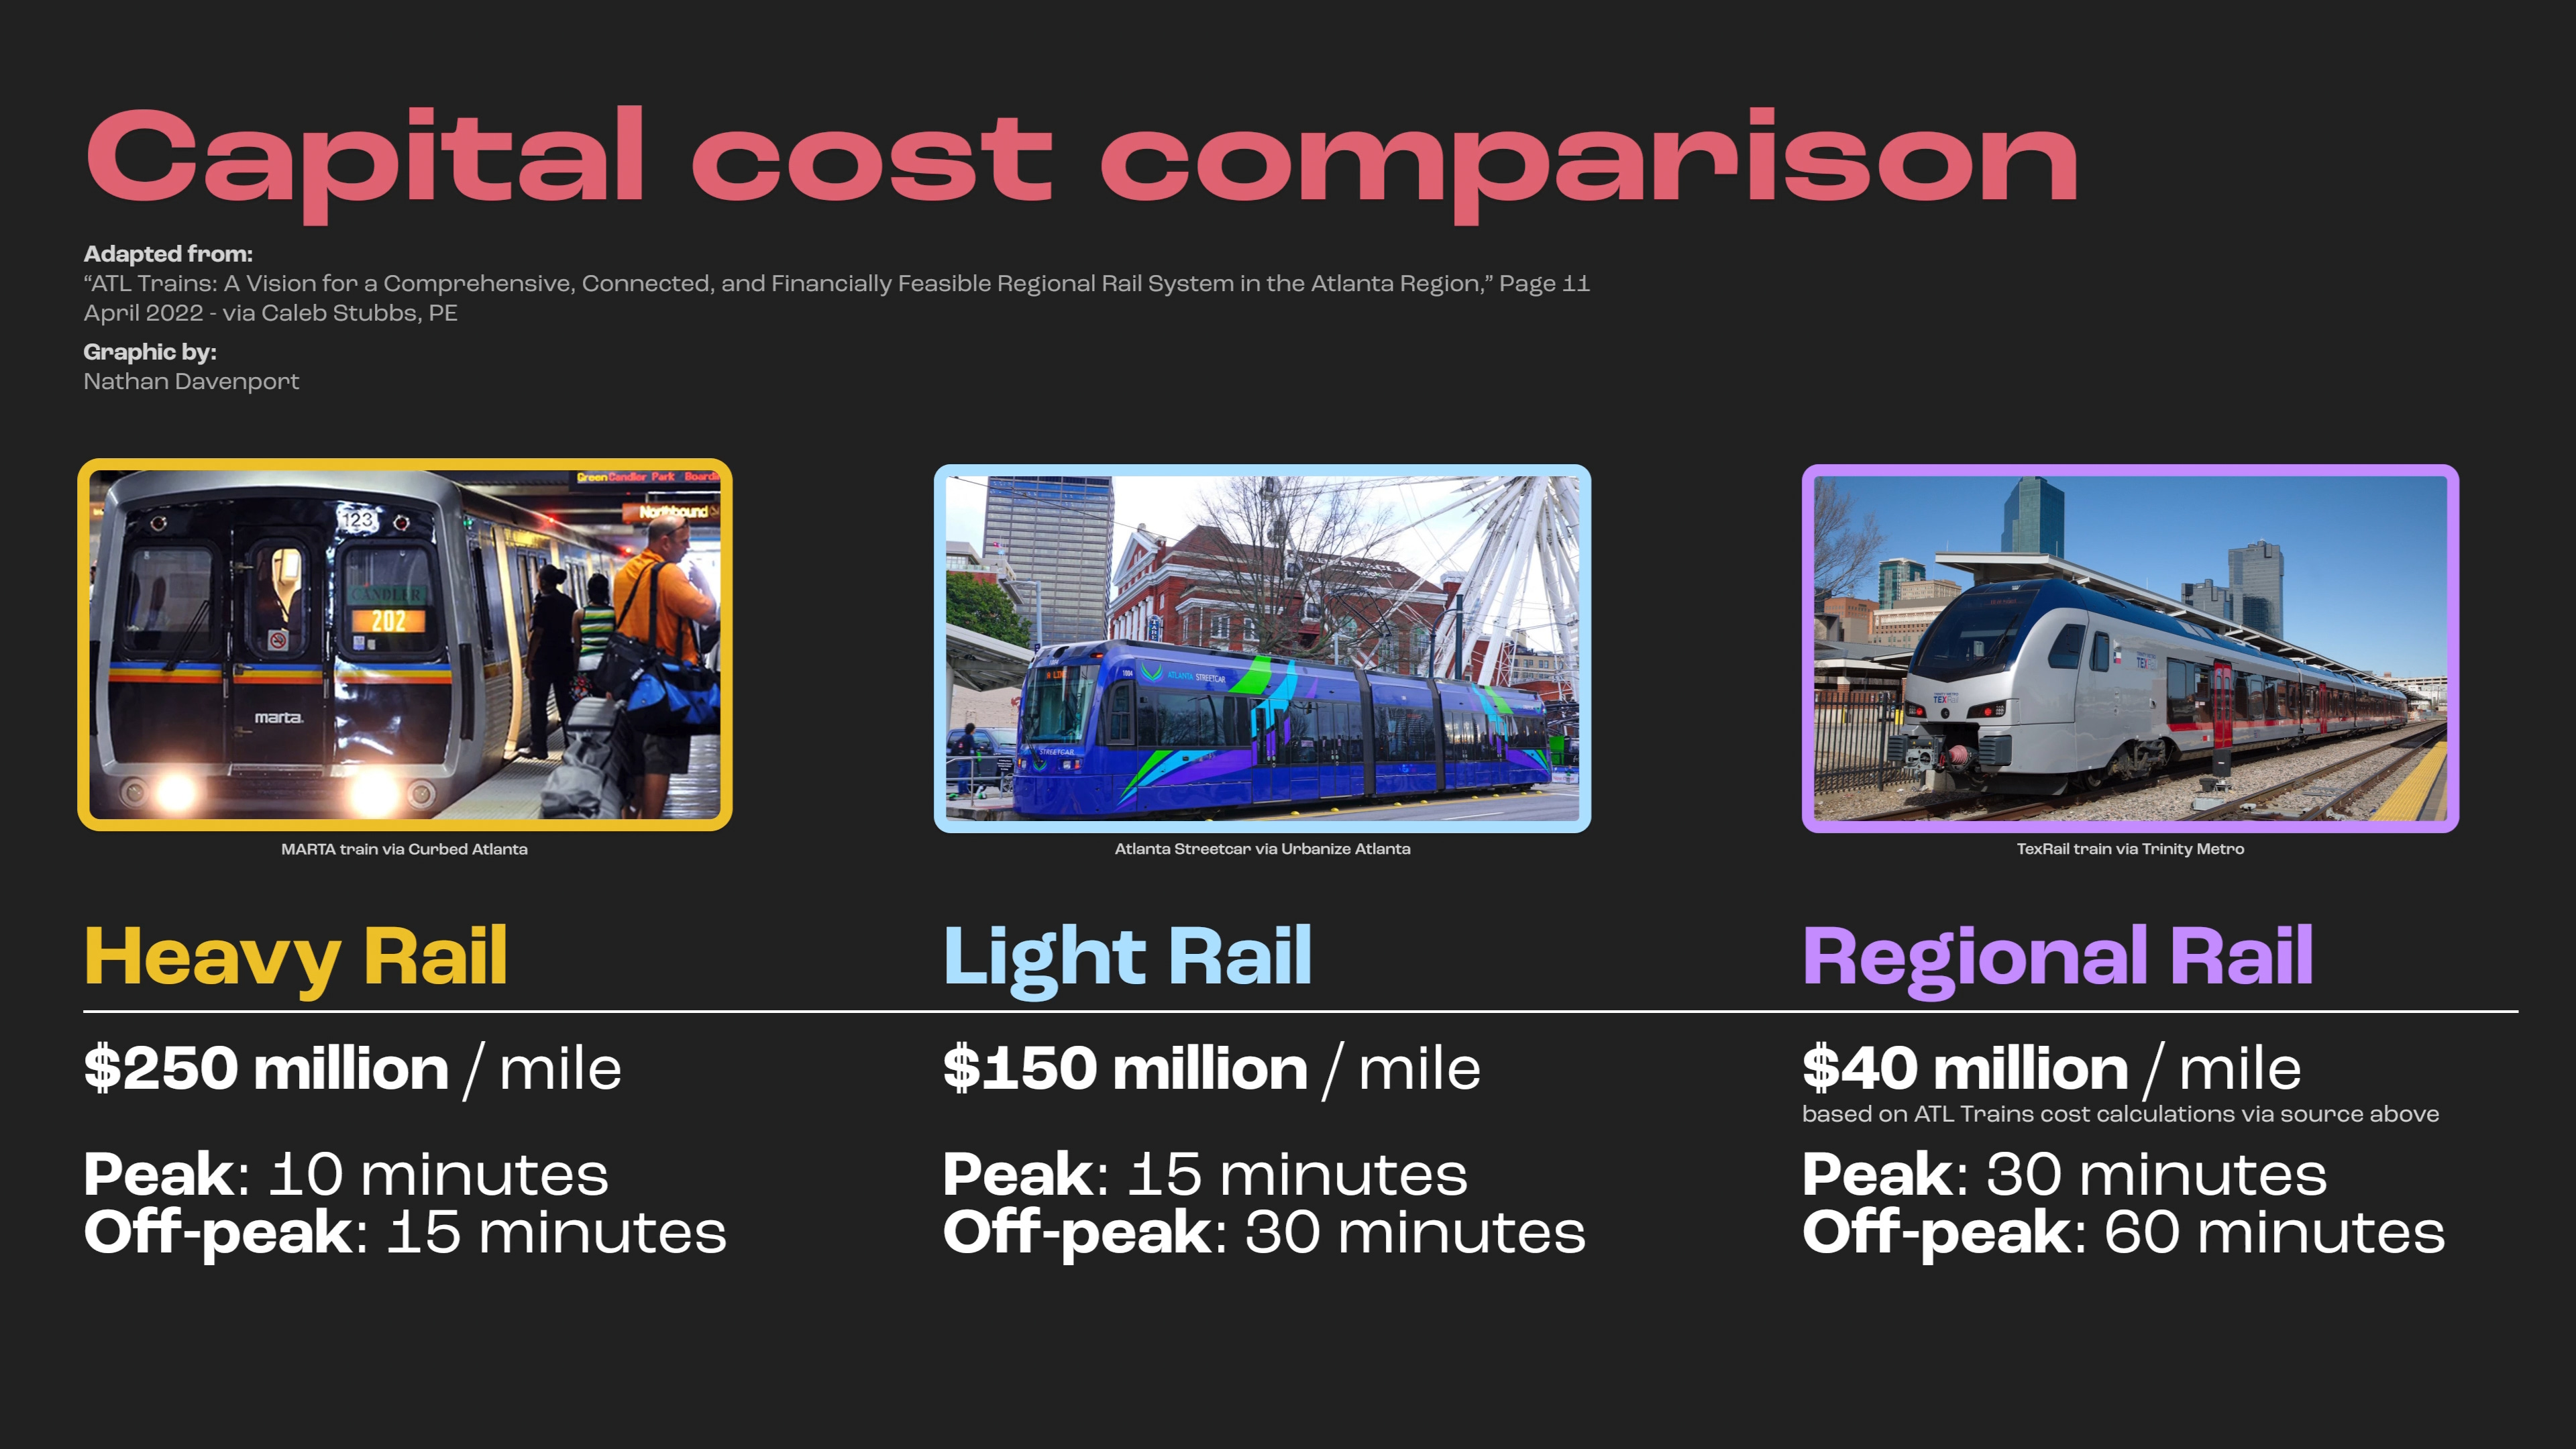 Capital cost comparison
Adapted from:
“ATL Trains: A Vision for a Comprehensive, Connected, and Financially Feasible Regional Rail System in the Atlanta Region,” Page 11
April 2022 - via Caleb Stubbs, PE
Graphic by:
Nathan Davenport
Green Candler Park Boardi
Northbound
123
CANDLER
202
marta
ATLANTA STREETCAR
STREETCAR
1004
TEX
TEX
MARTA train via Curbed Atlanta
Atlanta Streetcar via Urbanize Atlanta
TexRail train via Trinity Metro
Heavy Rail
Light Rail
Regional Rail
$250 million / mile
$150 million / mile
$40 million / mile
based on ATL Trains cost calculations via source above
Peak: 10 minutes
Off-peak: 15 minutes
Peak: 15 minutes
Off-peak: 30 minutes
Peak: 30 minutes
Off-peak: 60 minutes